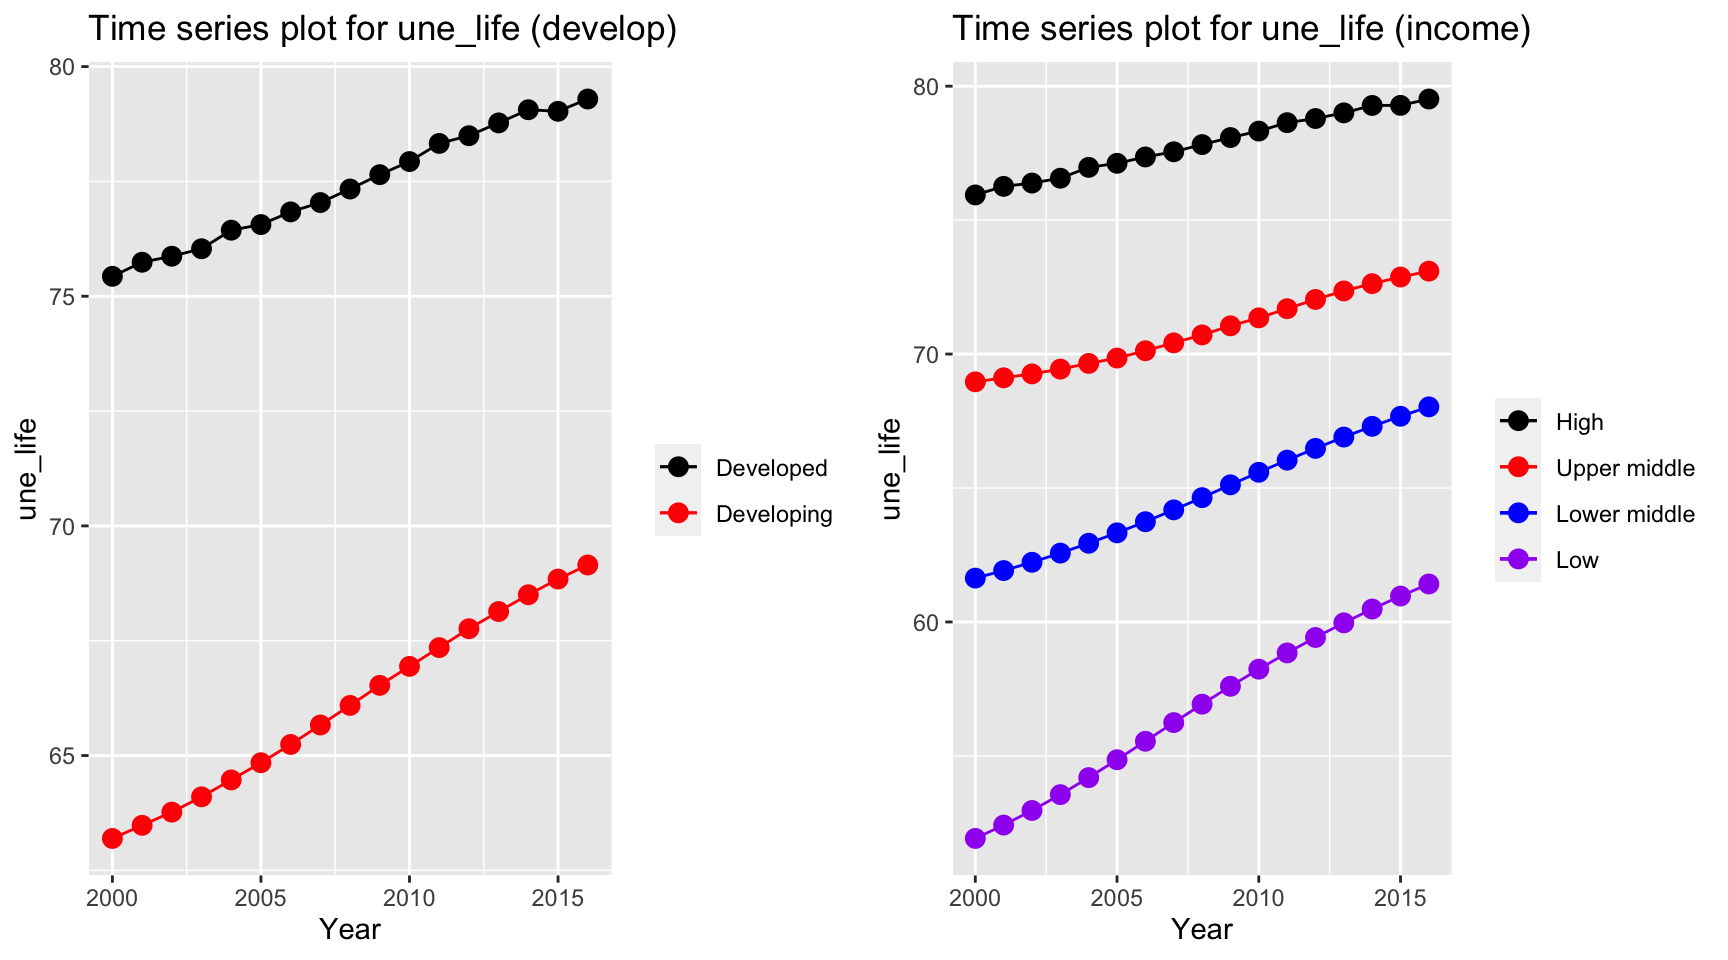 Time series plot for une_life (develop)
80
75
70
65
une_life
2000 2005 2010 2015
Year
Developed
Developing
Time series plot for une_life (income)
80
70
60
une_life
2000 2005 2010 2015
Year
High
Upper middle
Lower middle
Low